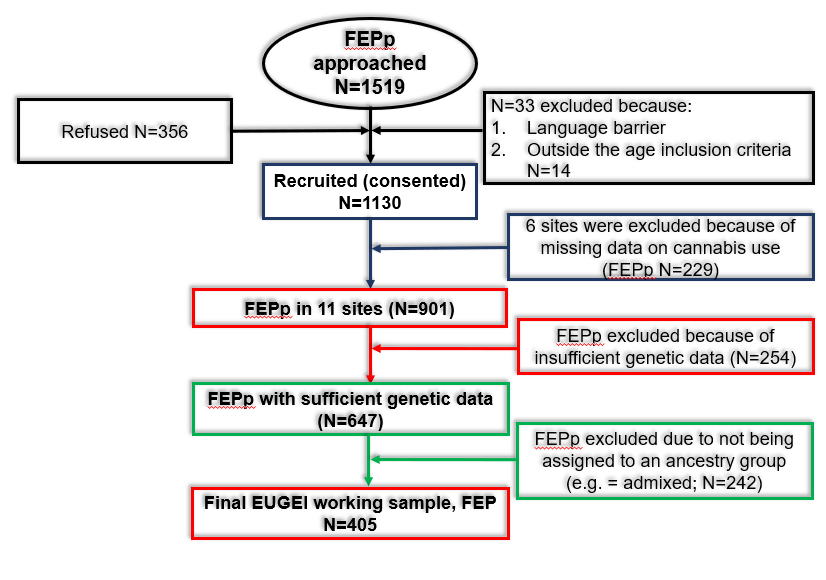 FEPp
approached
N=1519
Refused N=356
N=33 excluded because:
1. Language barrier
2. Outside the age inclusion criteria
N=14
Recruited (consented)
N=1130
6 sites were excluded because of
missing data on cannabis use
(FEPp N=229)
FEPp in 11 sites (N=901)
FEPp excluded because of
insufficient genetic data (N=254)
FEPp with sufficient genetic data
(N=647)
FEPp excluded due to not being
assigned to an ancestry group
(e.g. = admixed; N=242)
Final EUGEI working sample, FEP
N=405